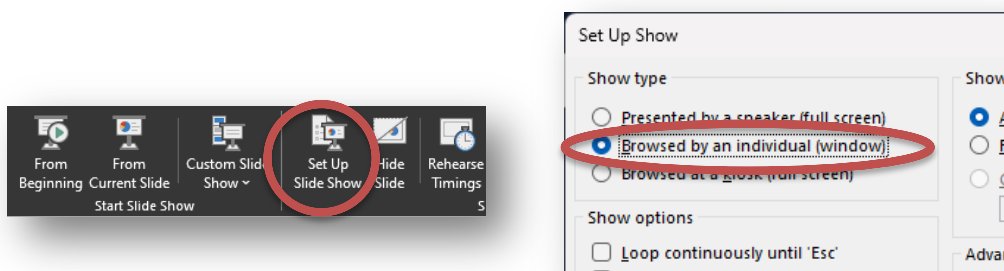 From Beginning
From Current Slide
Custom Slide Show
Set Up Slide Show
Hide Slide
Rehearse Timings
Start Slide Show
S
Set Up Show
Show type
Presented by a speaker (full screen)
Browsed by an individual (window)
Browsed at a kiosk (full screen)
Show options
Loop continuously until 'Esc'
Show
Adva